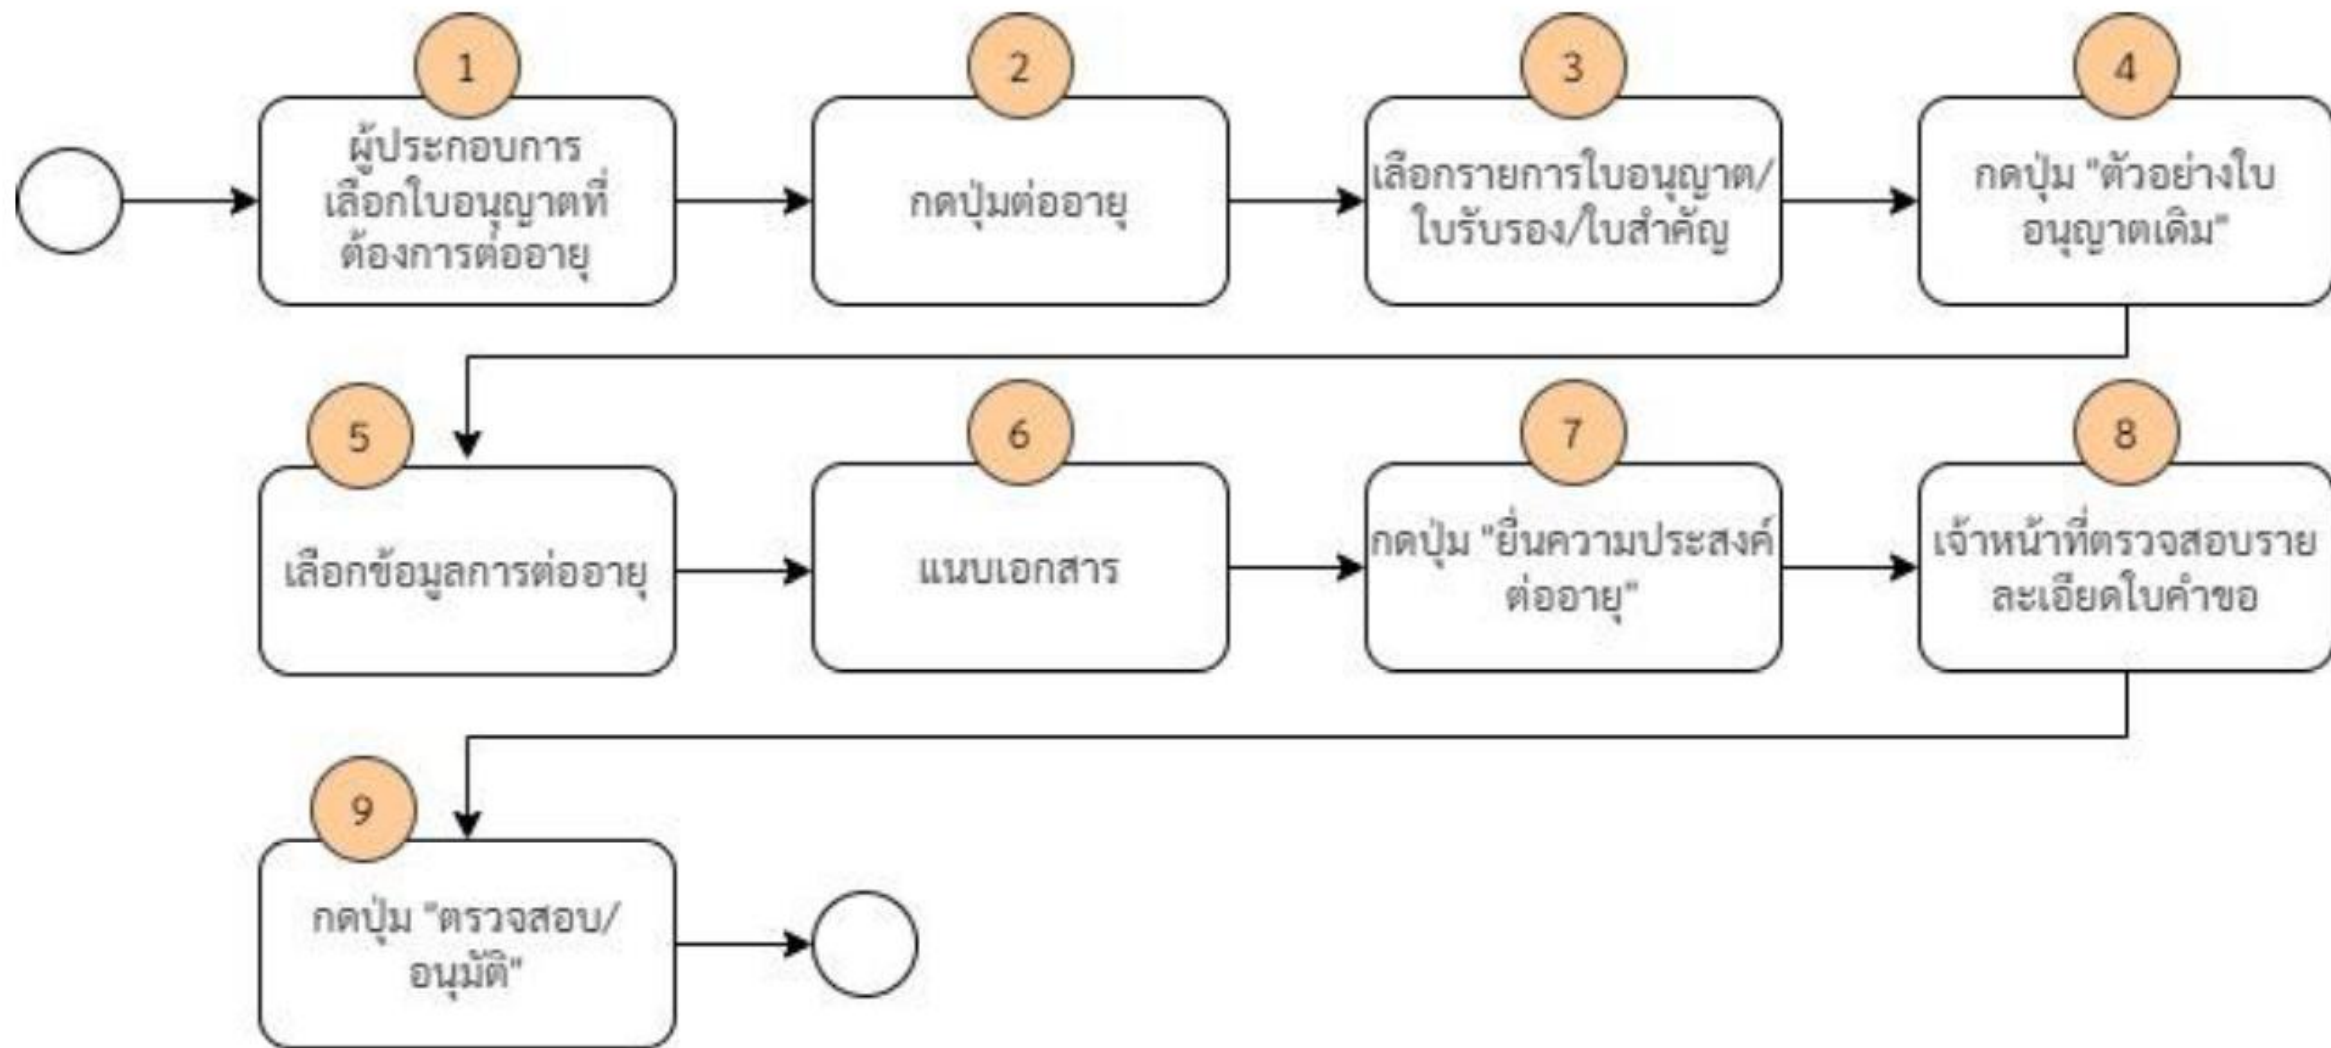 1
ผู้ประกอบการ
เลือกใบอนุญาตที่
ต้องการต่ออายุ
2
กดปุ่มต่ออายุ
3
เลือกรายการใบอนุญาต/
ใบรับรอง/ใบสำคัญ
4
กดปุ่ม "ตัวอย่างใบ
อนุญาตเดิม"
5
เลือกข้อมูลการต่ออายุ
6
แนบเอกสาร
7
กดปุ่ม "ยื่นความประสงค์
ต่ออายุ"
8
เจ้าหน้าที่ตรวจสอบราย
ละเอียดใบคำขอ
9
กดปุ่ม "ตรวจสอบ/
อนุมัติ"